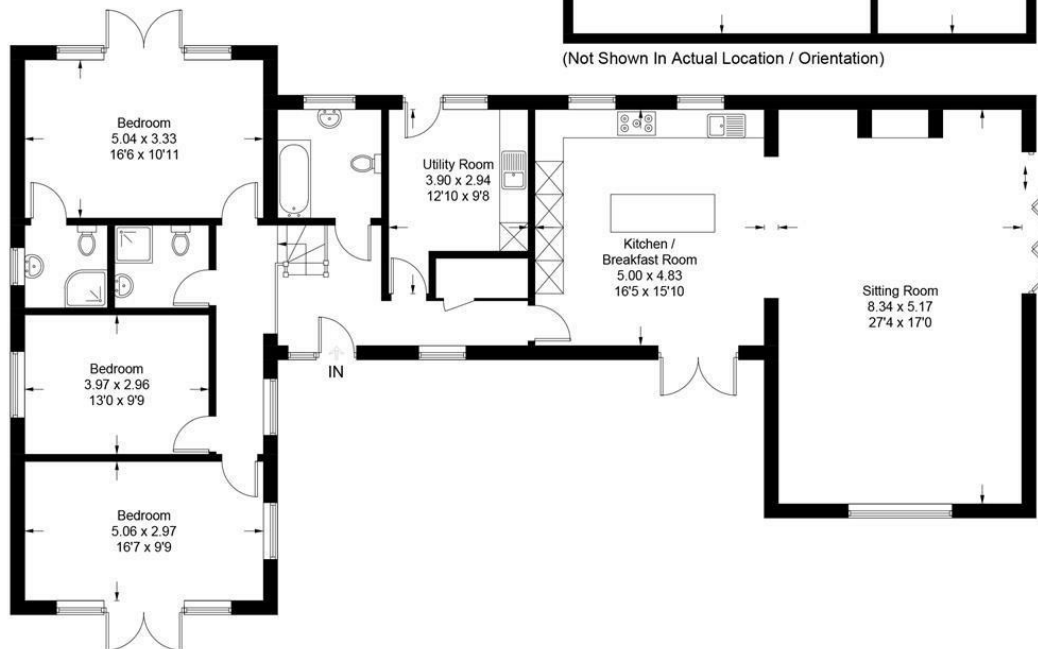 (Not Shown In Actual Location / Orientation)
Bedroom
5.04 x 3.33
16'6 x 10'11
Utility Room
3.90 x 2.94
12'10 x 9'8
Kitchen /
Breakfast Room
5.00 x 4.83
16'5 x 15'10
Sitting Room
8.34 x 5.17
27'4 x 17'0
IN
Bedroom
3.97 x 2.96
13'0 x 9'9
Bedroom
5.06 x 2.97
16'7 x 9'9